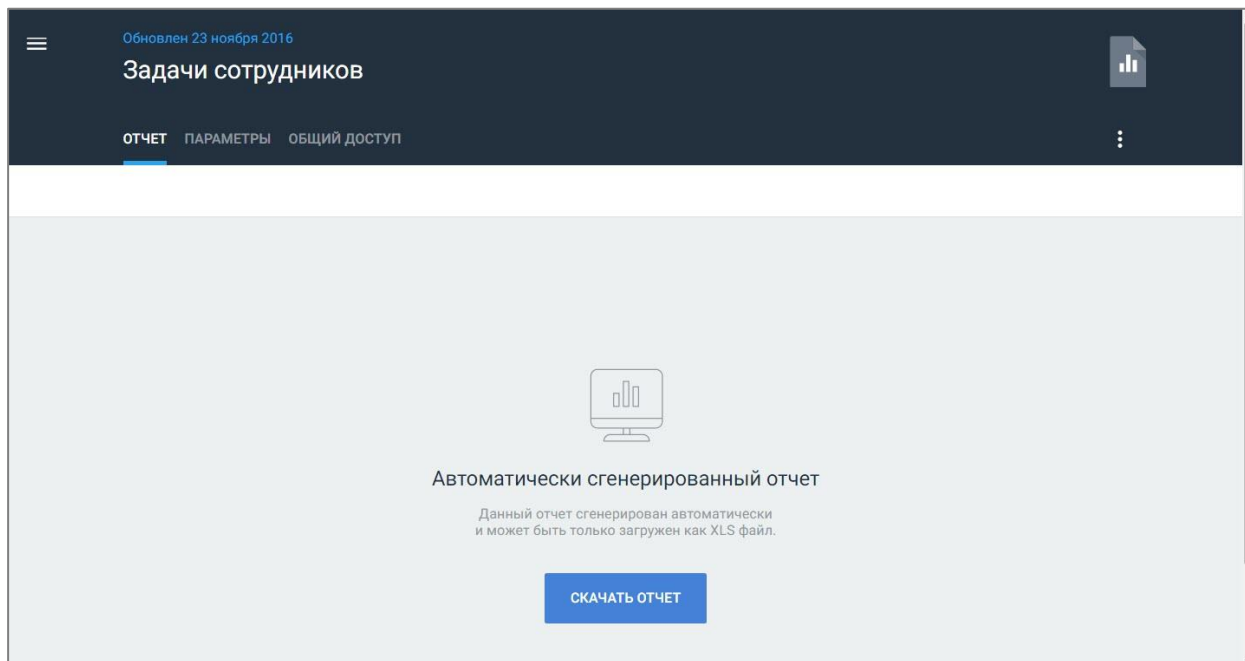 Обновлен 23 ноября 2016
Задачи сотрудников
ОТЧЕТ ПАРАМЕТРЫ ОБЩИЙ ДОСТУП
Автоматически сгенерированный отчет
Данный отчет сгенерирован автоматически
и может быть только загружен как XLS файл.
СКАЧАТЬ ОТЧЕТ